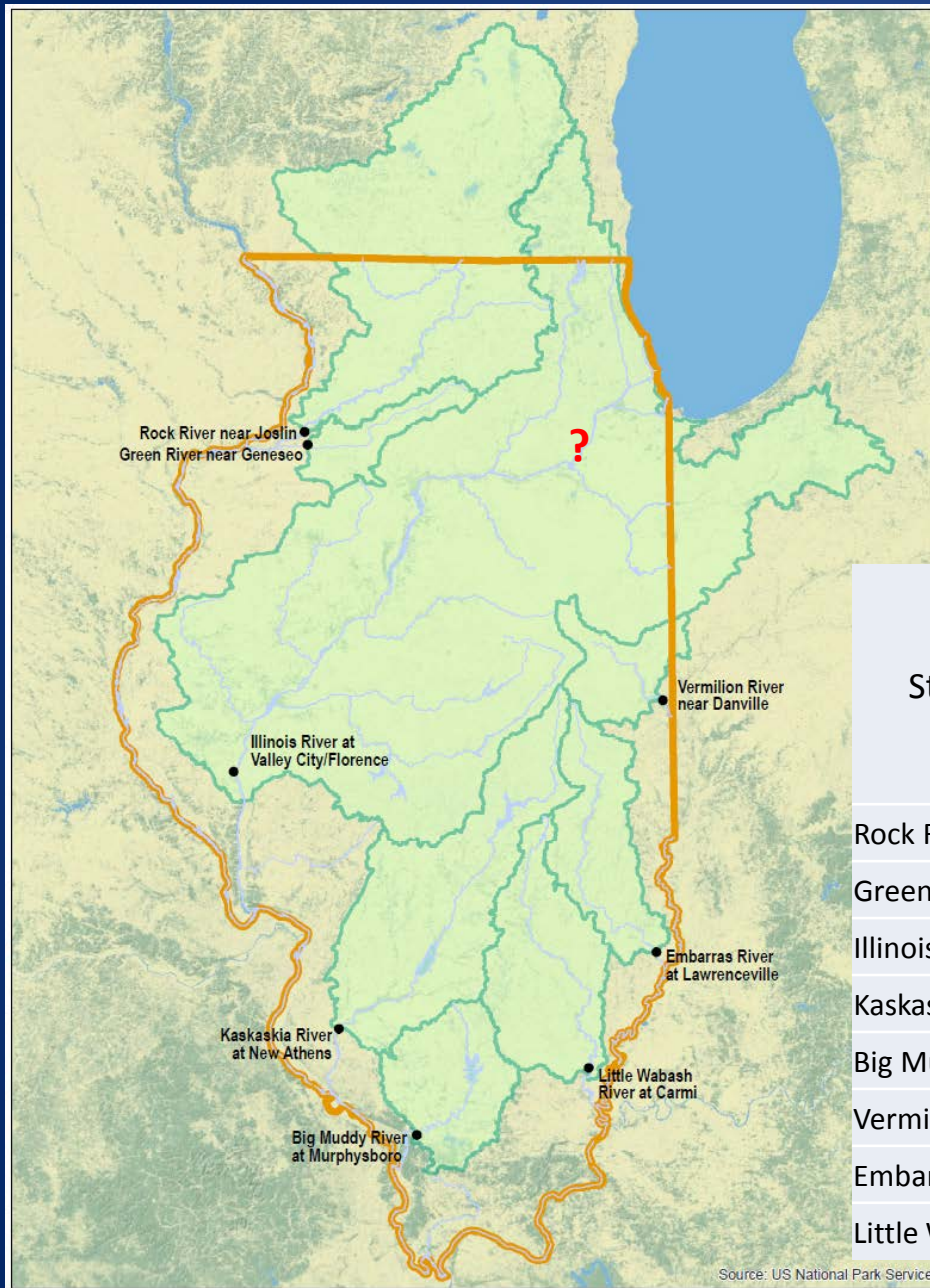 Rock River near Joslin
Green River near Geneseo
?
Vermilion River
near Danville
Illinois River at
Valley City/Florence
Embarras River
at Lawrenceville
Kaskaskia River
at New Athens
Little Wabash
River at Carmi
Big Muddy River
at Murphysboro
St
Rock R
Green
Illinois
Kaskas
Big Mu
Vermi
Embar
Little W
Source: US National Park Service